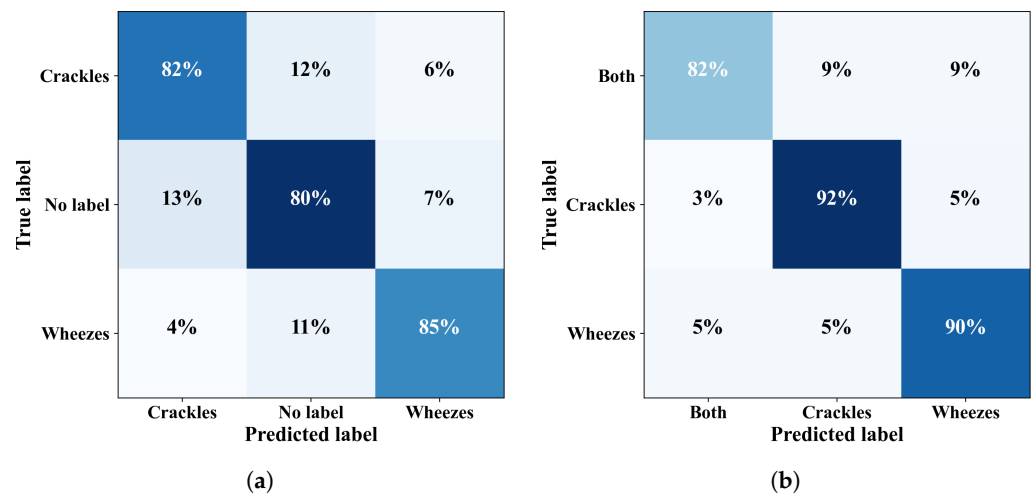 Crackles 82% 12% 6%
No label 13% 80% 7%
Wheezes 4% 11% 85%
True label
Crackles No label Wheezes
Predicted label
(a)
Both 82% 9% 9%
Crackles 3% 92% 5%
Wheezes 5% 5% 90%
True label
Both Crackles Wheezes
Predicted label
(b)